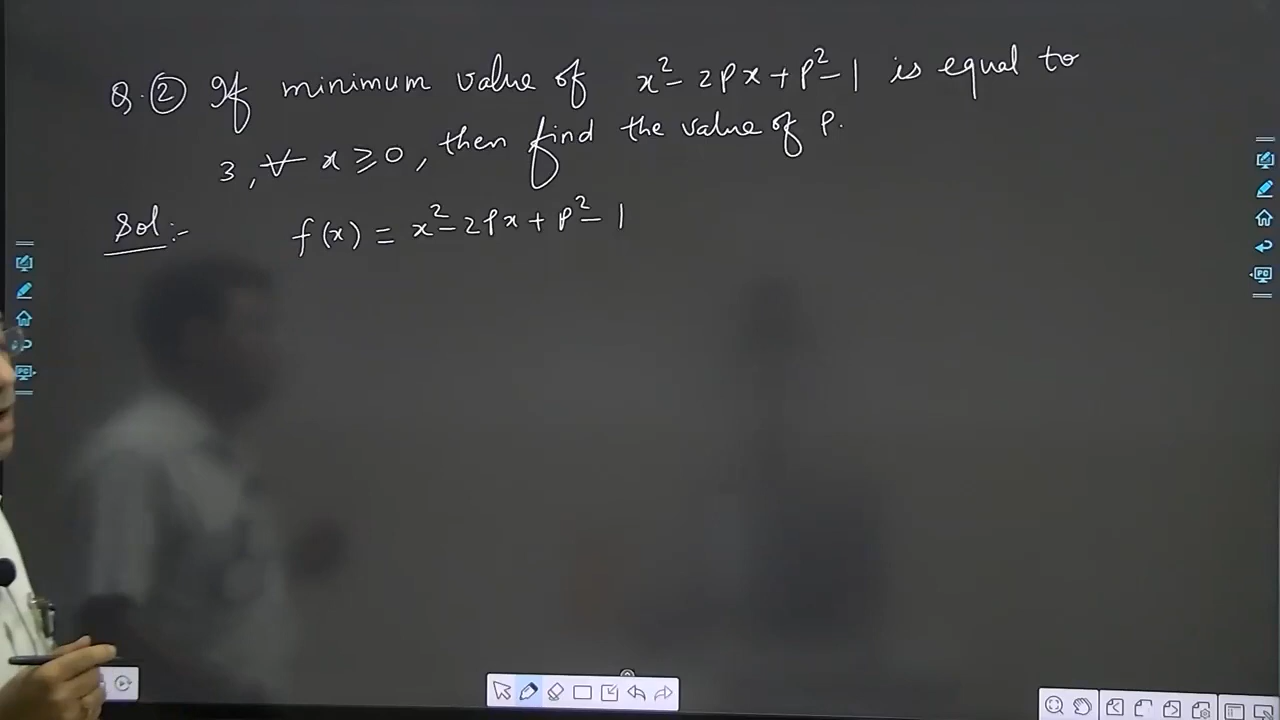 Q.② If minimum value of x²-2px+p²-1 is equal to
3, ∀ x ≥ 0, then find the value of p.
Sol:- f(x) = x²-2px+p²-1